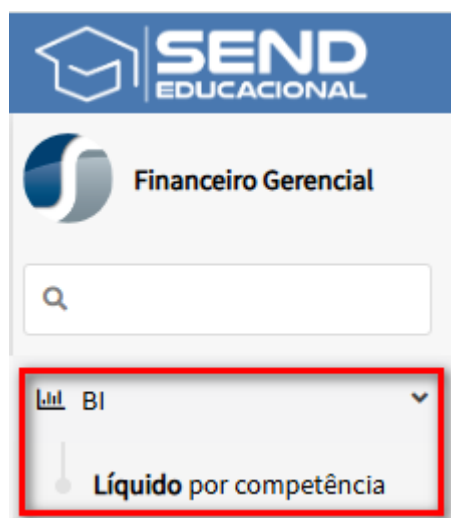 SEND
EDUCACIONAL
Financeiro Gerencial
BI
Líquido por competência